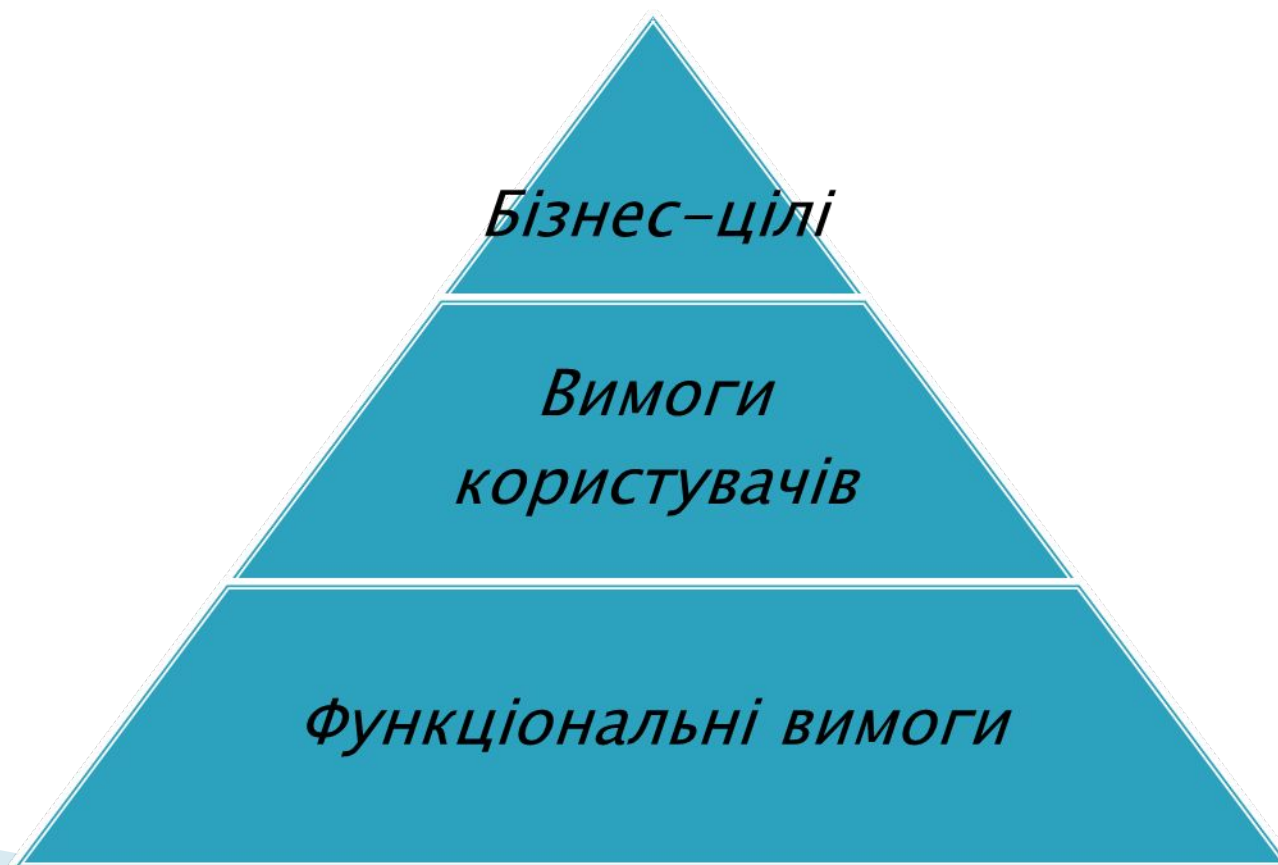 Бізнес-цілі
Вимоги
користувачів
Функціональні вимоги